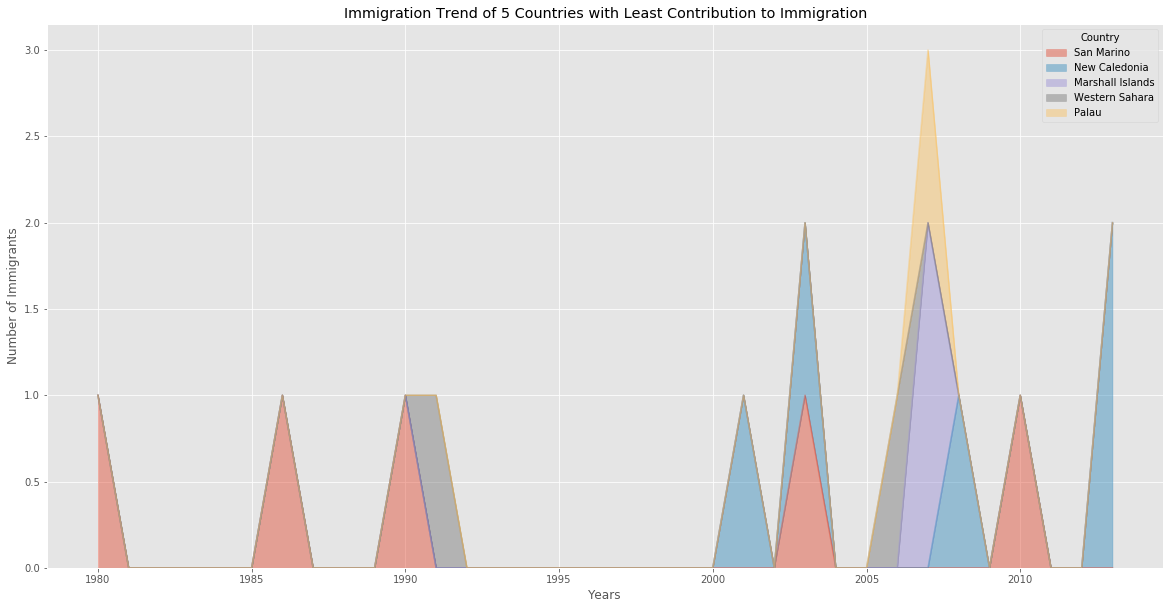 Immigration Trend of 5 Countries with Least Contribution to Immigration
Country
San Marino
New Caledonia
Marshall Islands
Western Sahara
Palau
Number of Immigrants
3.0
2.5
2.0
1.5
1.0
0.5
0.0
1980 1985 1990 1995 2000 2005 2010
Years